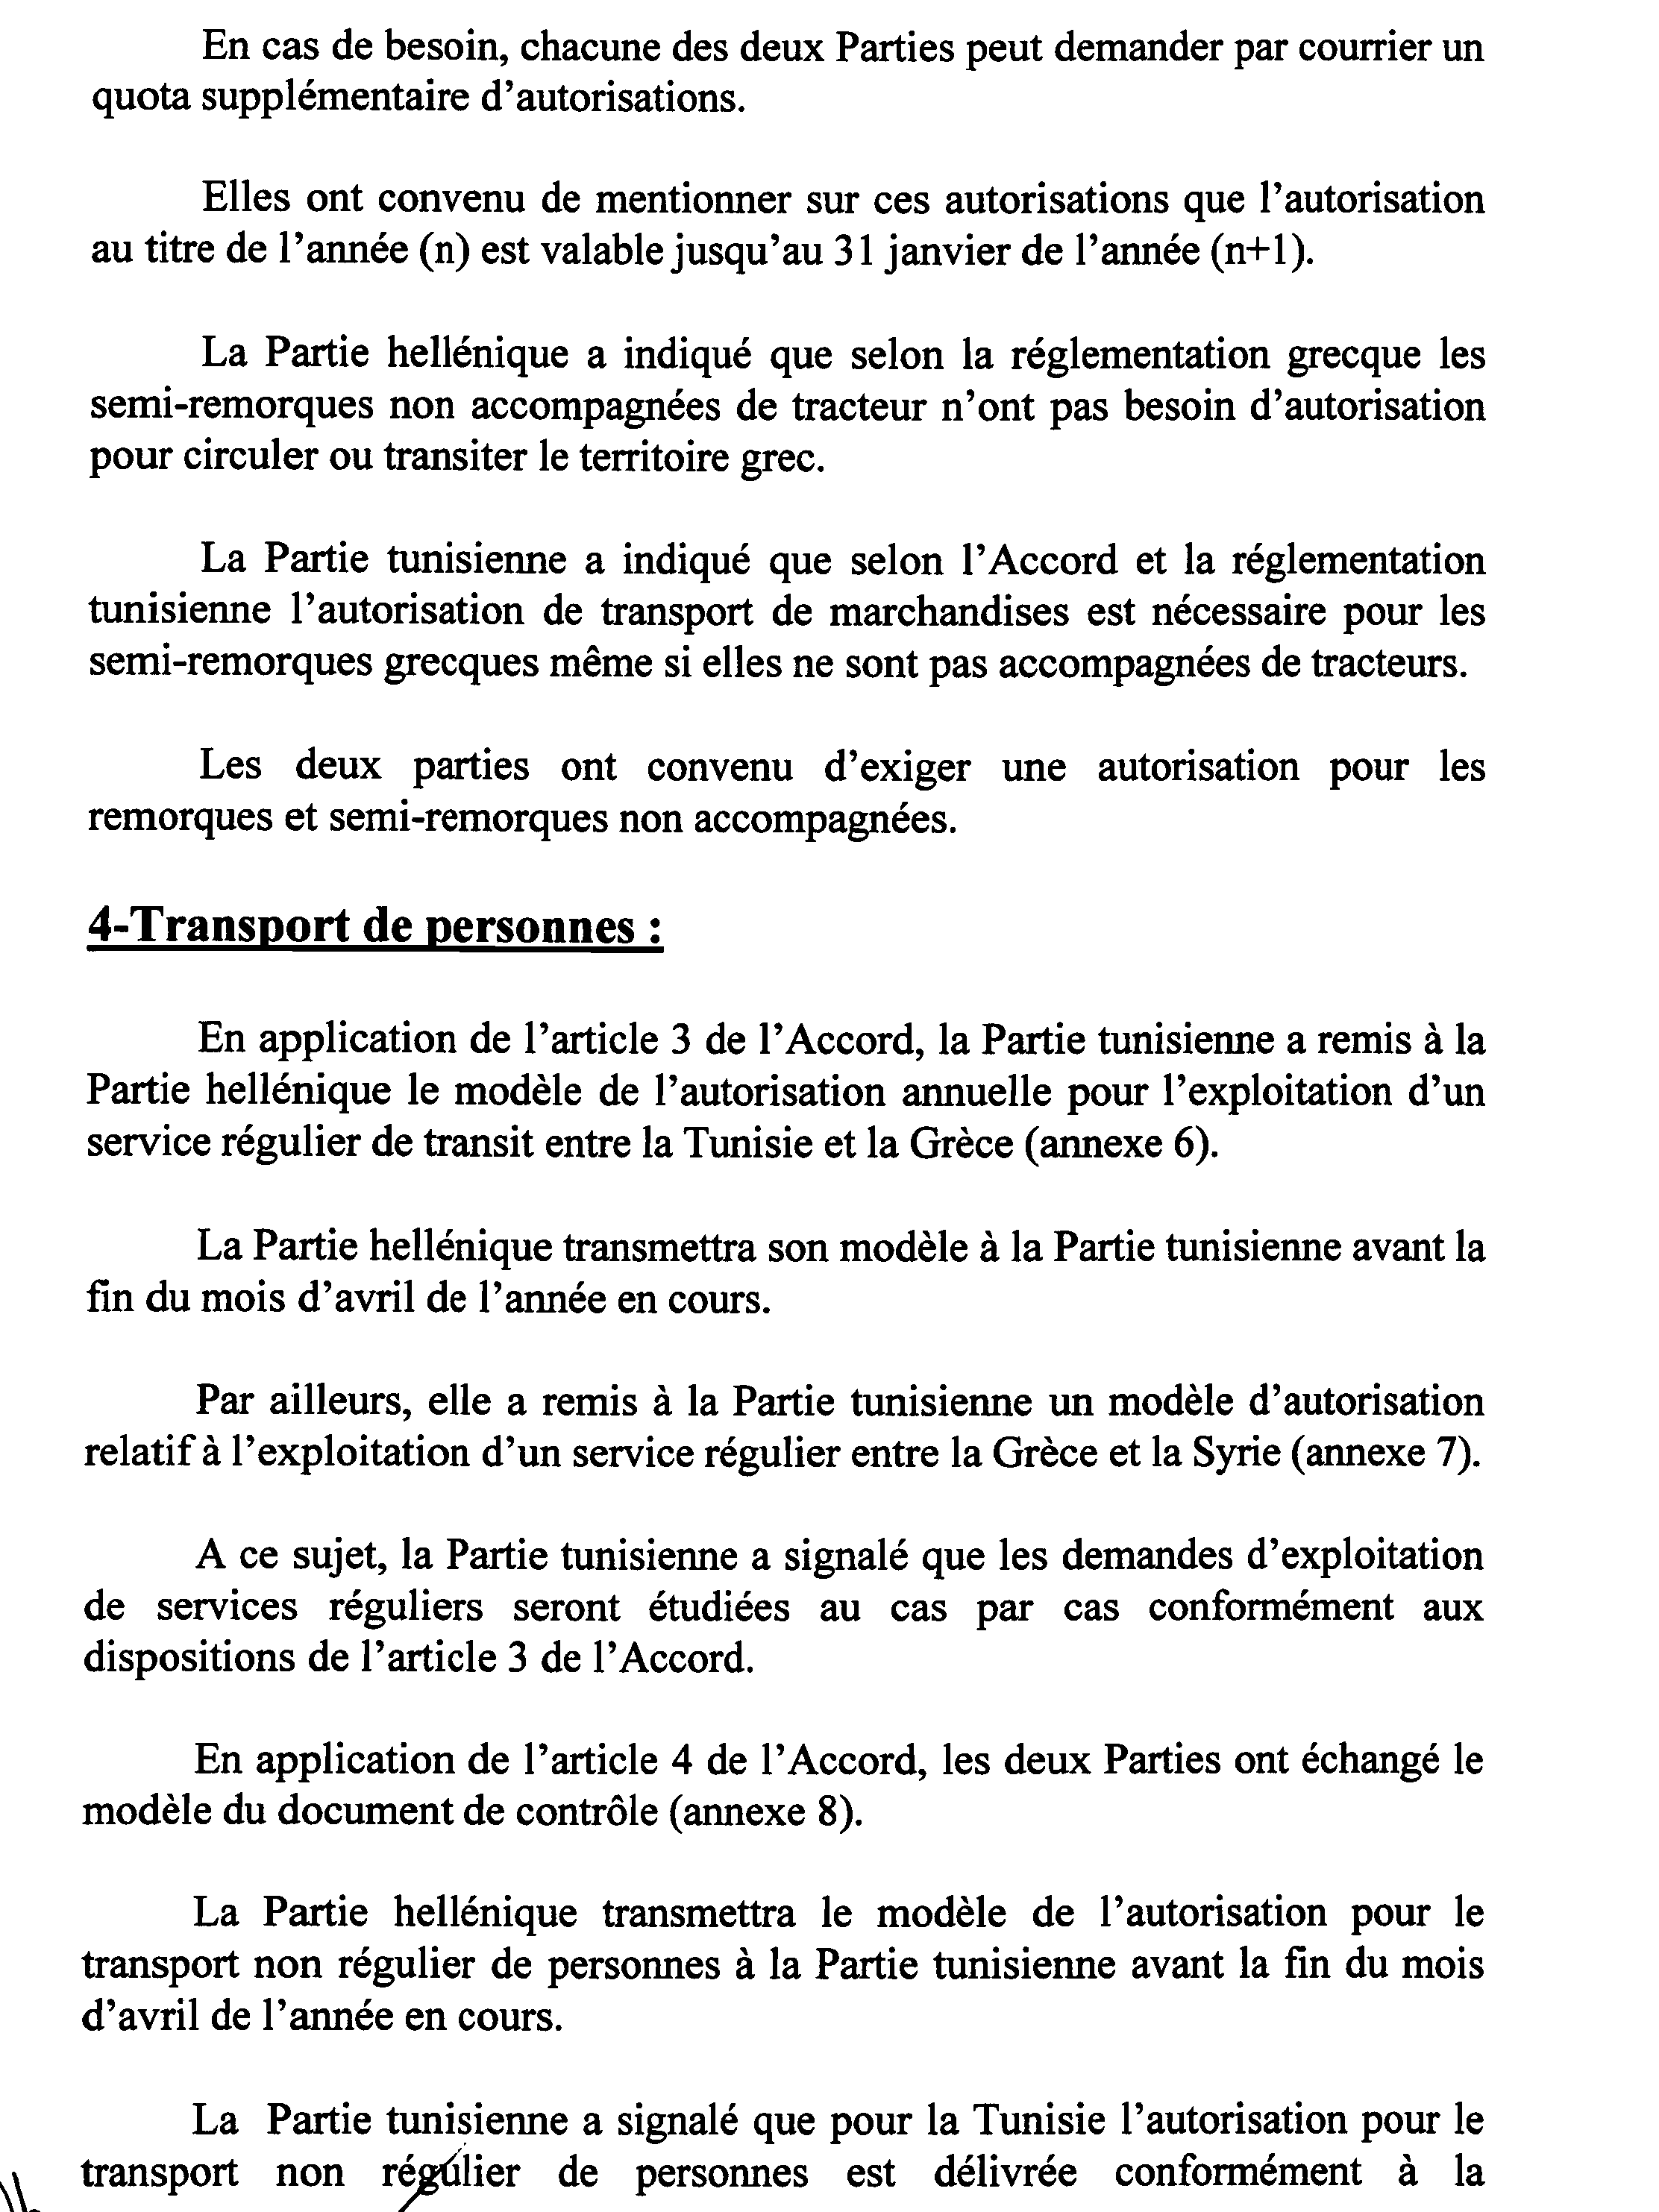 En cas de besoin, chacune des deux Parties peut demander par courrier un
quota supplémentaire d'autorisations.
Elles ont convenu de mentionner sur ces autorisations que l'autorisation
au titre de l'année (n) est valable jusqu'au 31 janvier de l'année (n+1).
La Partie hellénique a indiqué que selon la réglementation grecque les
semi-remorques non accompagnées de tracteur n'ont pas besoin d'autorisation
pour circuler ou transiter le territoire grec.
La Partie tunisienne a indiqué que selon l'Accord et la réglementation
tunisienne l'autorisation de transport de marchandises est nécessaire pour les
semi-remorques grecques même si elles ne sont pas accompagnées de tracteurs.
Les deux parties ont convenu d'exiger une autorisation pour les
remorques et semi-remorques non accompagnées.
4-Transport de personnes :
En application de l'article 3 de l'Accord, la Partie tunisienne a remis à la
Partie hellénique le modèle de l'autorisation annuelle pour l'exploitation d'un
service régulier de transit entre la Tunisie et la Grèce (annexe 6).
La Partie hellénique transmettra son modèle à la Partie tunisienne avant la
fin du mois d'avril de l'année en cours.
Par ailleurs, elle a remis à la Partie tunisienne un modèle d'autorisation
relatif à l'exploitation d'un service régulier entre la Grèce et la Syrie (annexe 7).
A ce sujet, la Partie tunisienne a signalé que les demandes d'exploitation
de services réguliers seront étudiées au cas par cas conformément aux
dispositions de l'article 3 de l'Accord.
En application de l'article 4 de l'Accord, les deux Parties ont échangé le
modèle du document de contrôle (annexe 8).
La Partie hellénique transmettra le modèle de l'autorisation pour le
transport non régulier de personnes à la Partie tunisienne avant la fin du mois
d'avril de l'année en cours.
La Partie tunisienne a signalé que pour la Tunisie l'autorisation pour le
transport non régulier de personnes est délivrée conformément à la